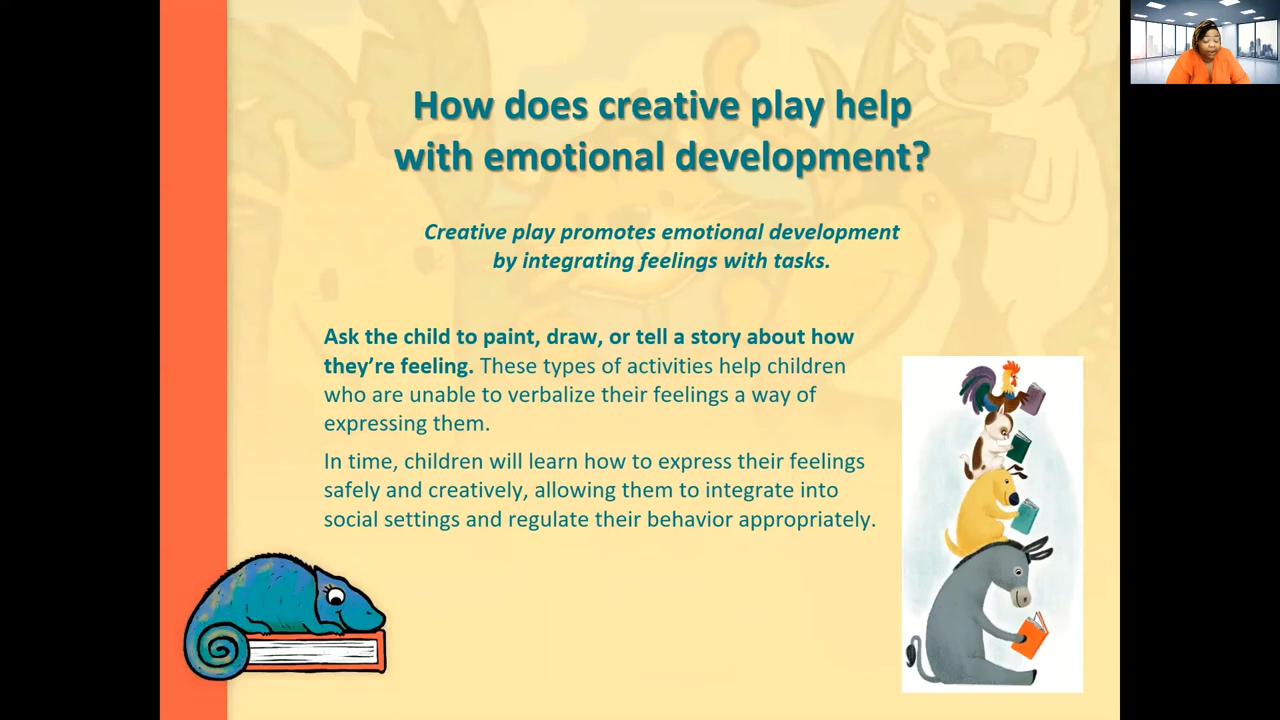 How does creative play help
with emotional development?
Creative play promotes emotional development
by integrating feelings with tasks.
Ask the child to paint, draw, or tell a story about how
they’re feeling. These types of activities help children
who are unable to verbalize their feelings a way of
expressing them.
In time, children will learn how to express their feelings
safely and creatively, allowing them to integrate into
social settings and regulate their behavior appropriately.